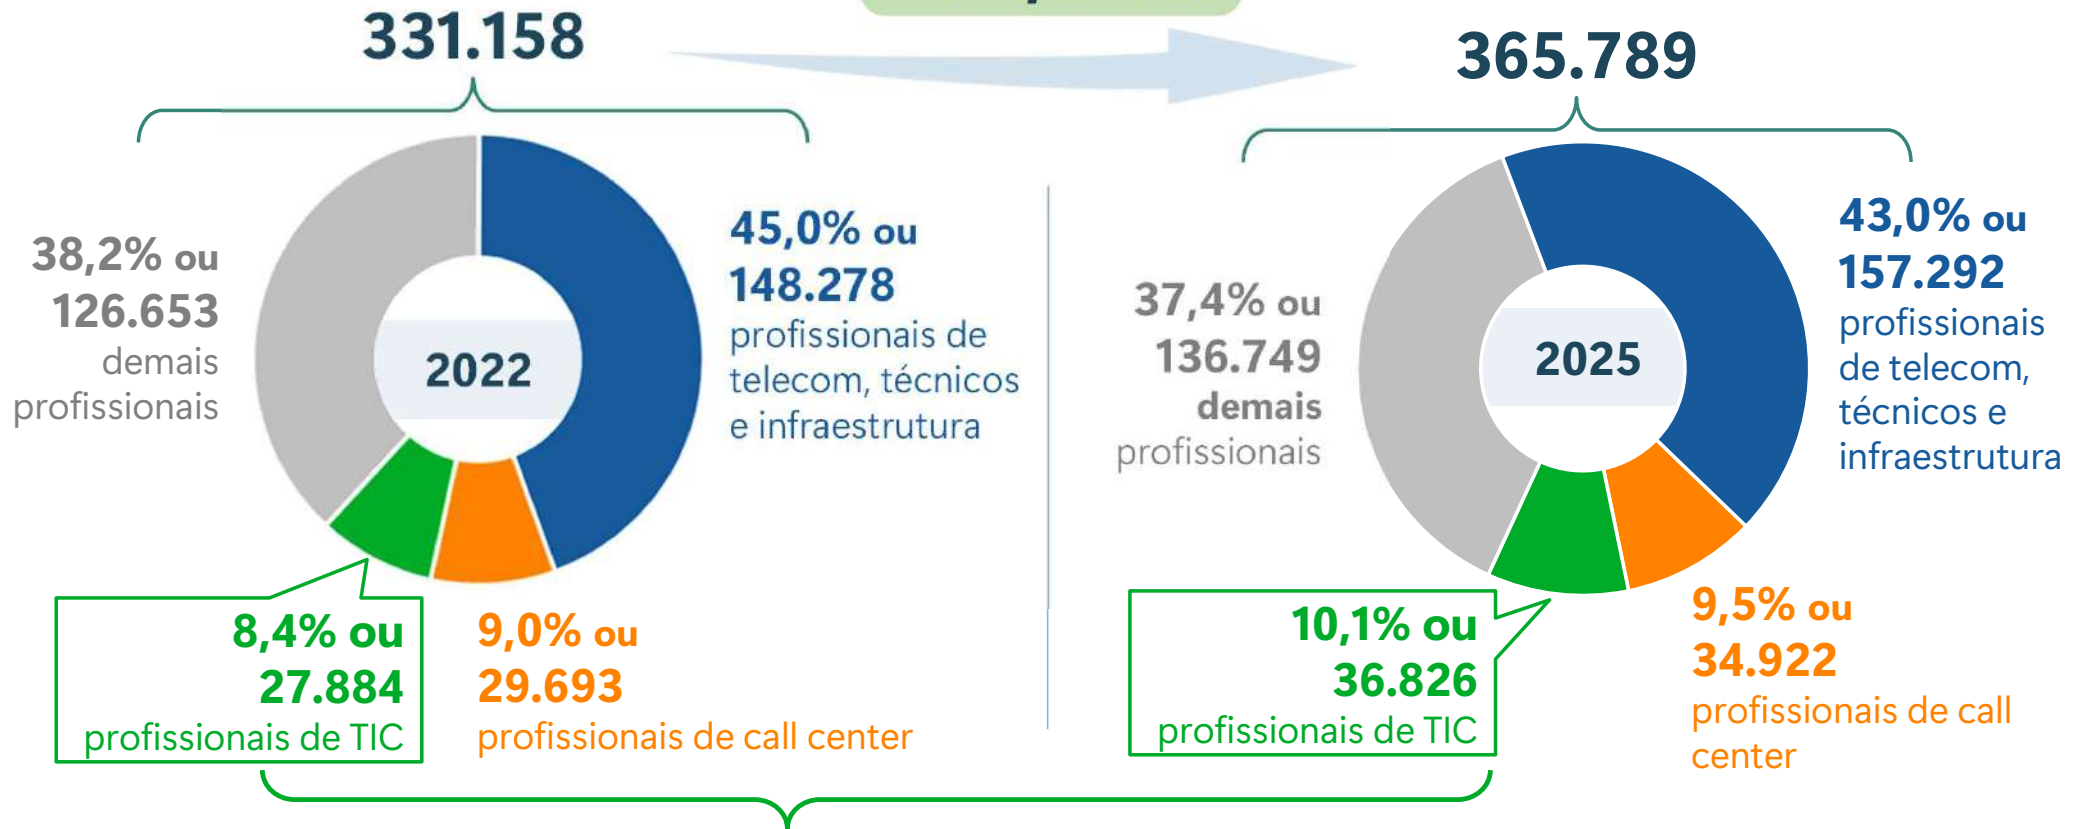 331.158
365.789
38,2% ou
126.653
demais
profissionais
2022
45,0% ou
148.278
profissionais de
telecom, técnicos
e infraestrutura
8,4% ou
27.884
profissionais de TIC
9,0% ou
29.693
profissionais de call center
37,4% ou
136.749
demais
profissionais
2025
43,0% ou
157.292
profissionais
de telecom,
técnicos e
infraestrutura
10,1% ou
36.826
profissionais de TIC
9,5% ou
34.922
profissionais de call
center